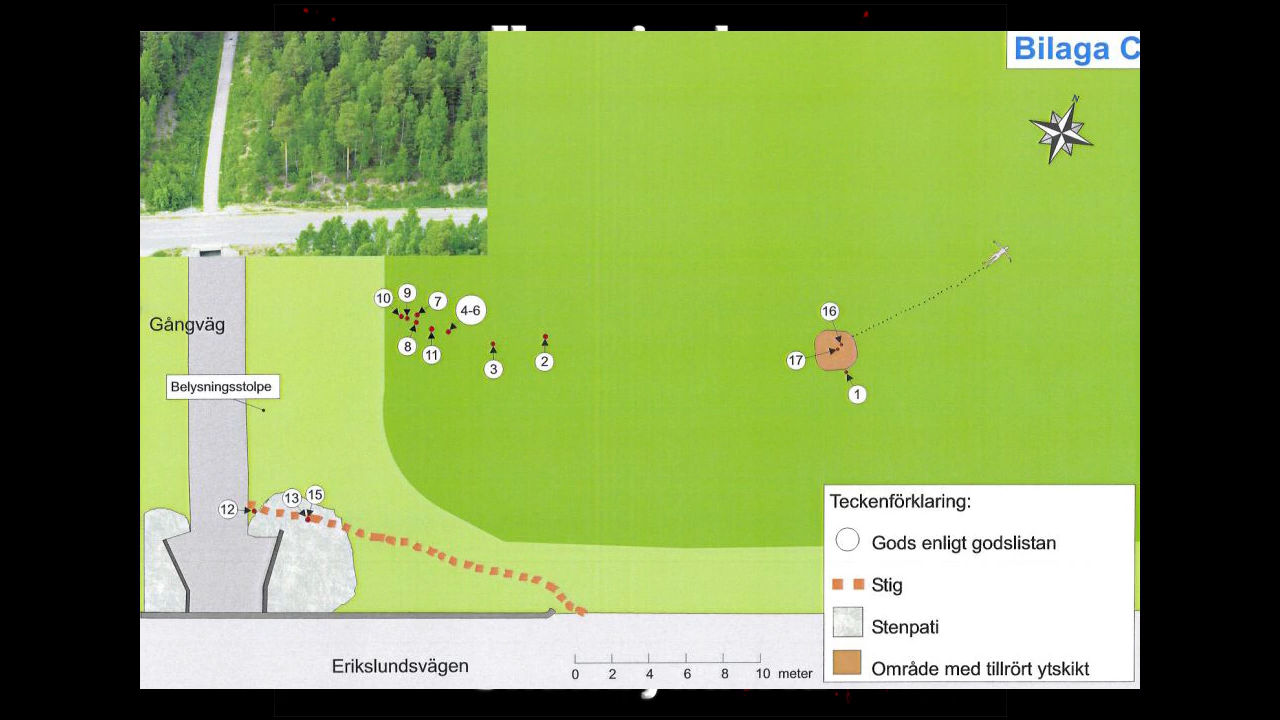 Bilaga C
N
10
9
7
4-6
8
11
3
2
16
17
1
Gångväg
Belysningsstolpe
12
13
15
Teckenförklaring:
Gods enligt godslistan
Stig
Stenpati
Område med tillrört ytskikt
Erikslundsvägen
0 2 4 6 8 10 meter